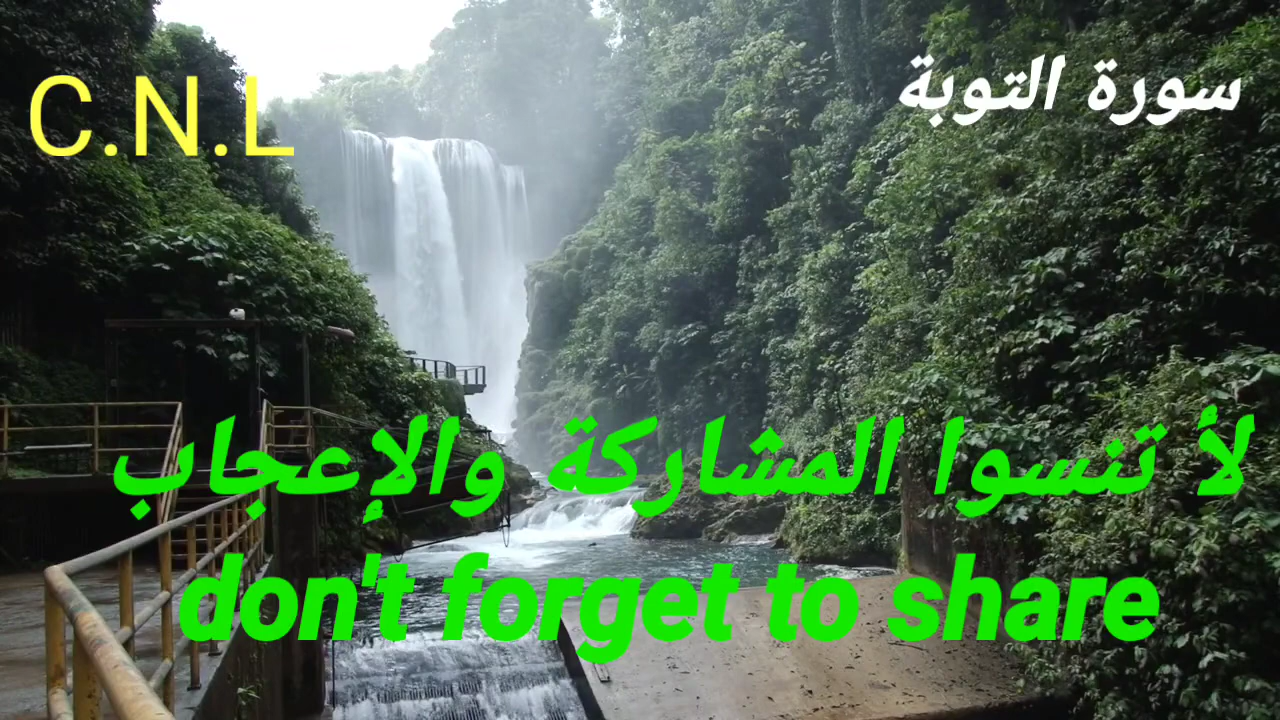 C.N.L
سورة التوبة
لأ تنسوا المشاركة والإعجاب
don't forget to share